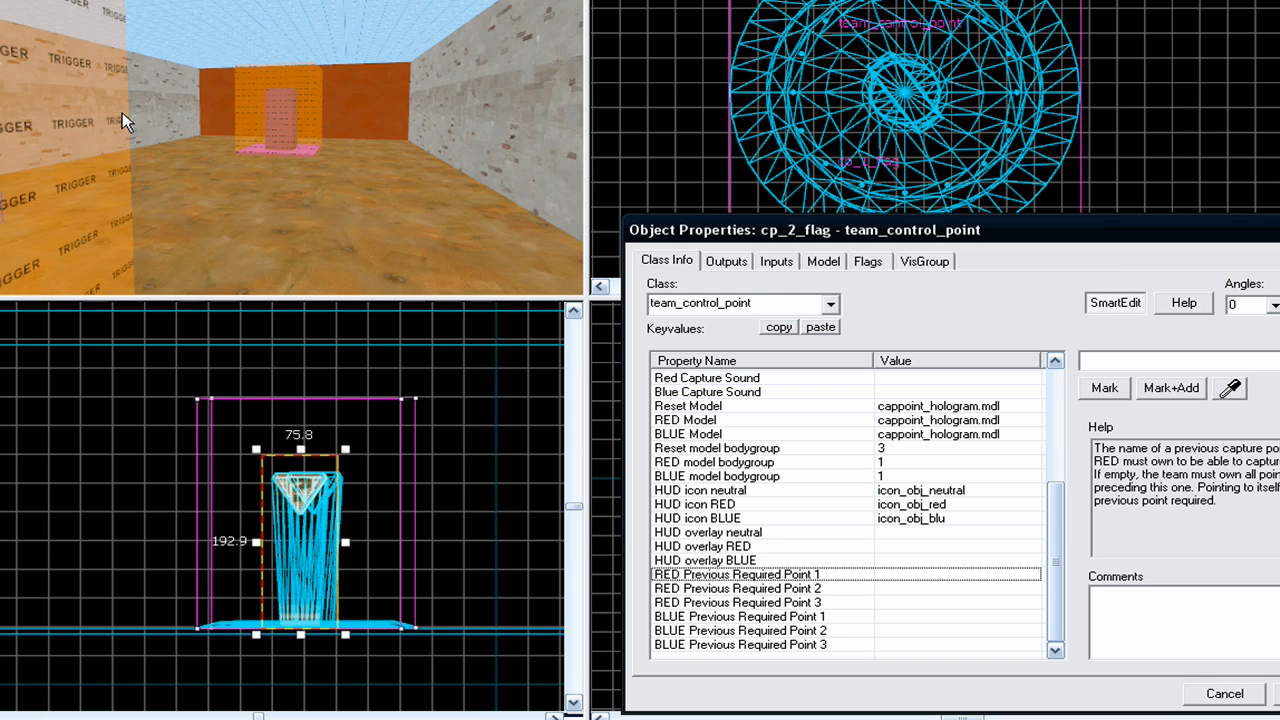 TRIGGER
TRIGGER
TRIGGER
TRIGGER
TRIGGER
TRIGGER
team_control_point
cp_2_flag
75.8
192.9
Object Properties: cp_2_flag - team_control_point
Class Info Outputs Inputs Model Flags VisGroup
Class:
Angles:
team_control_point
SmartEdit Help 0
Keyvalues: copy paste
Property Name Value
Red Capture Sound
Blue Capture Sound
Reset Model cappoint_hologram.mdl
RED Model cappoint_hologram.mdl
BLUE Model cappoint_hologram.mdl
Reset model bodygroup 3
RED model bodygroup 1
BLUE model bodygroup 1
HUD icon neutral icon_obj_neutral
HUD icon RED icon_obj_red
HUD icon BLUE icon_obj_blu
HUD overlay neutral
HUD overlay RED
HUD overlay BLUE
RED Previous Required Point 1
RED Previous Required Point 2
RED Previous Required Point 3
BLUE Previous Required Point 1
BLUE Previous Required Point 2
BLUE Previous Required Point 3
Mark Mark+Add
Help
The name of a previous capture po
RED must own to be able to captur
If empty, the team must own all poin
preceding this one. Pointing to itself
previous point required.
Comments
Cancel